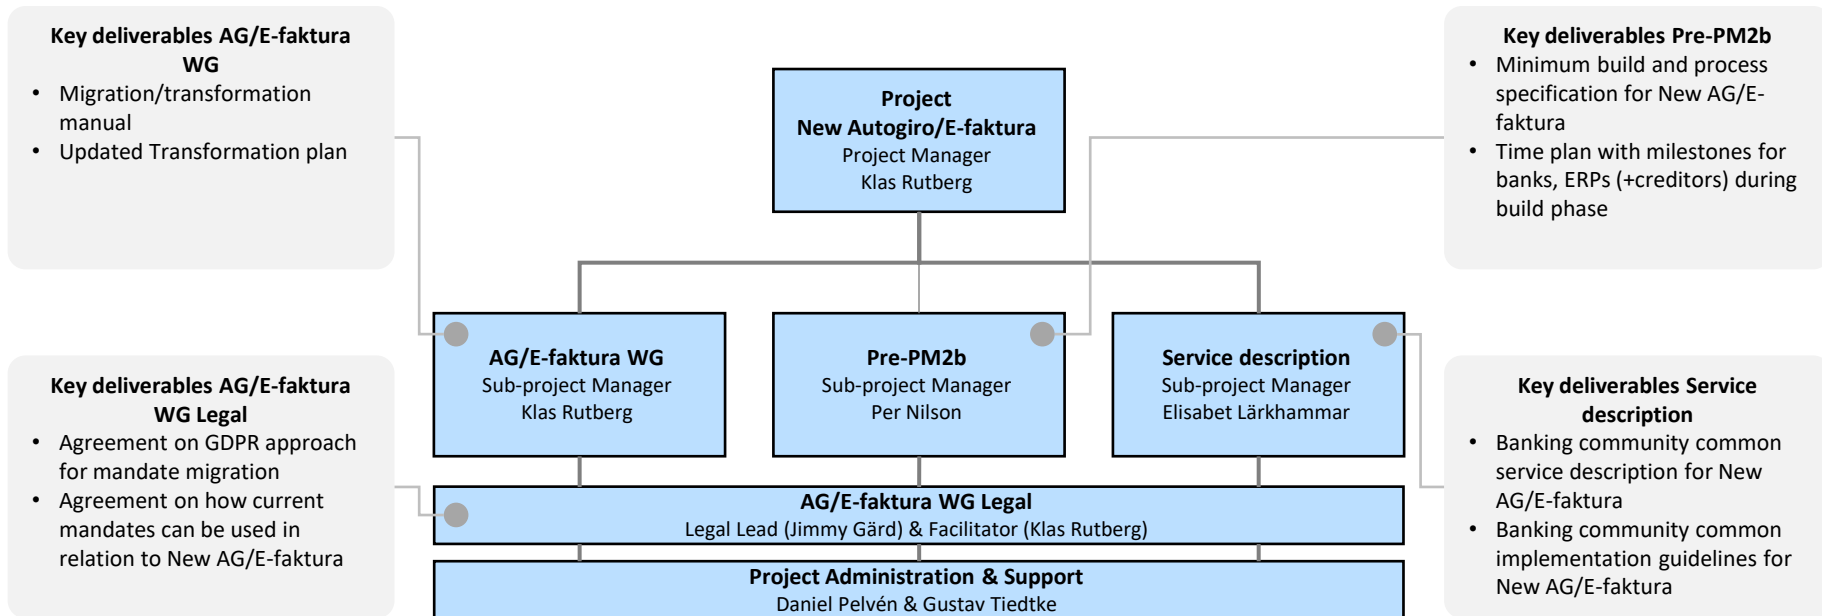 Key deliverables AG/E-faktura
WG
• Migration/transformation
manual
• Updated Transformation plan
Project
New Autogiro/E-faktura
Project Manager
Klas Rutberg
Key deliverables Pre-PM2b
• Minimum build and process
specification for New AG/E-
faktura
• Time plan with milestones for
banks, ERPs (+creditors) during
build phase
AG/E-faktura WG
Sub-project Manager
Klas Rutberg
Pre-PM2b
Sub-project Manager
Per Nilson
Service description
Sub-project Manager
Elisabet Lärkhammar
Key deliverables AG/E-faktura
WG Legal
• Agreement on GDPR approach
for mandate migration
• Agreement on how current
mandates can be used in
relation to New AG/E-faktura
Key deliverables Service
description
• Banking community common
service description for New
AG/E-faktura
• Banking community common
implementation guidelines for
New AG/E-faktura
AG/E-faktura WG Legal
Legal Lead (Jimmy Gärd) & Facilitator (Klas Rutberg)
Project Administration & Support
Daniel Pelvén & Gustav Tiedtke